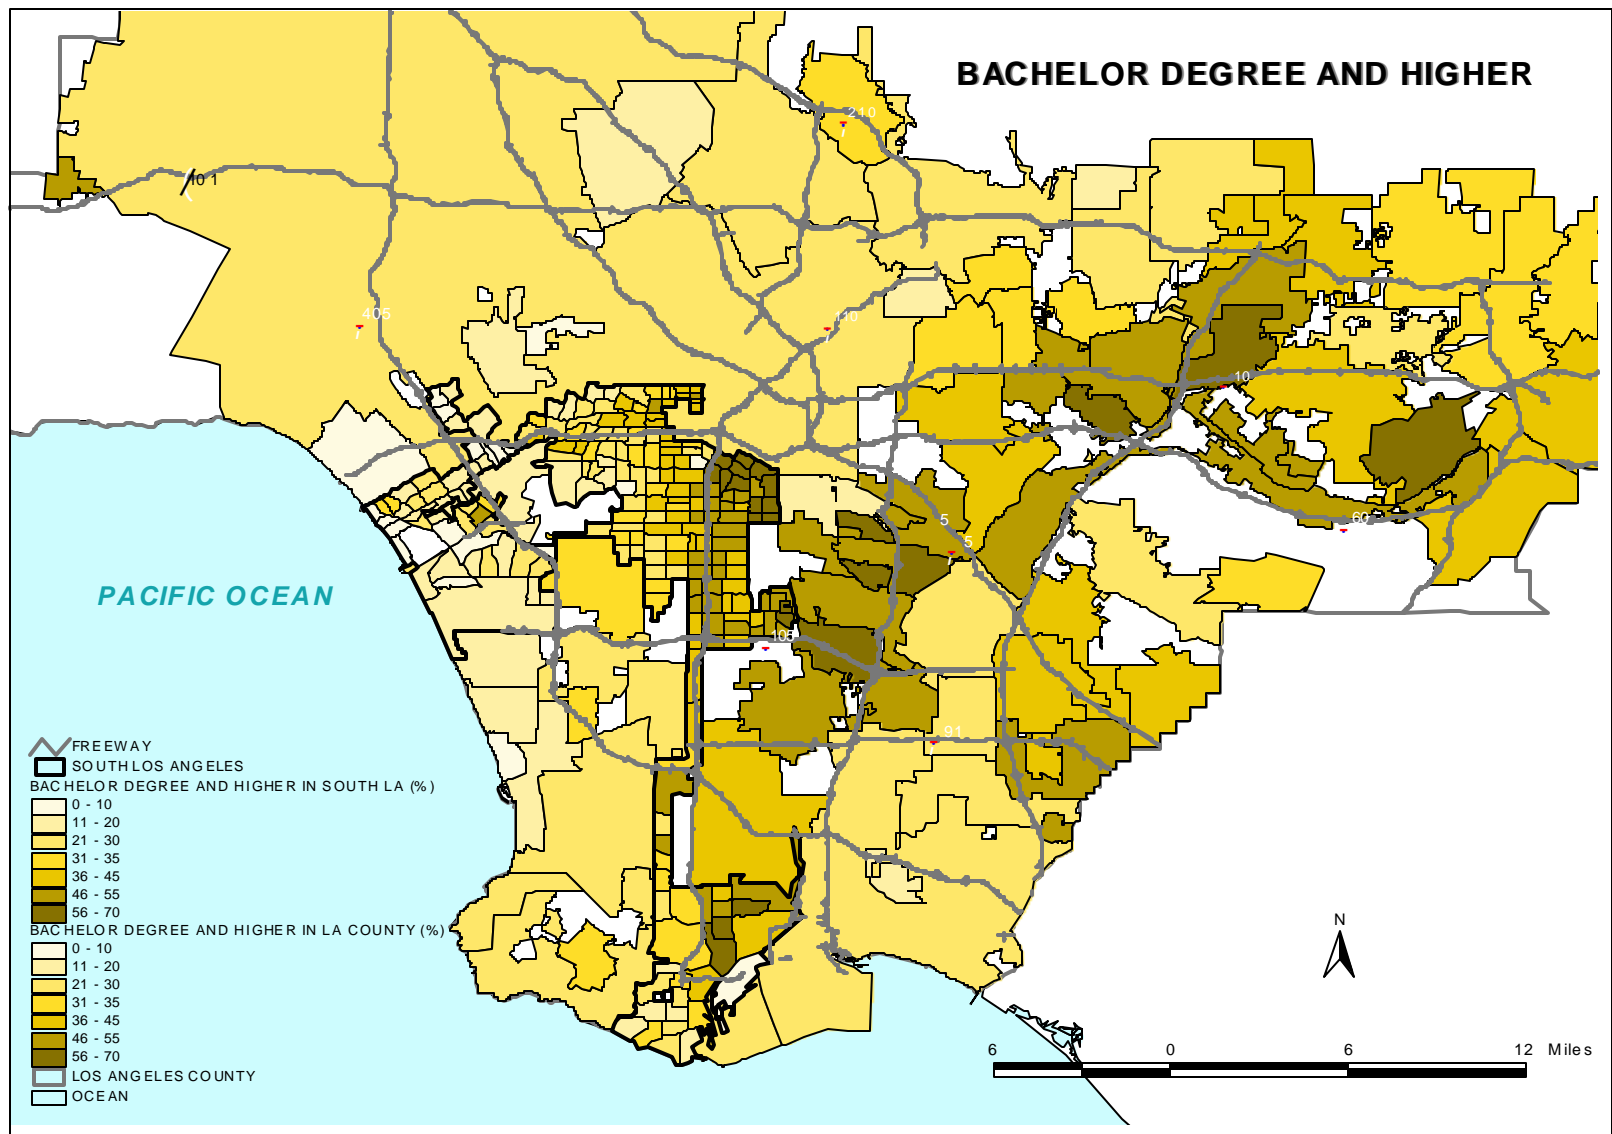 BACHELOR DEGREE AND HIGHER
210
101
405
110
10
60
5
5
105
91
PACIFIC OCEAN
FREEWAY
SOUTH LOS ANGELES
BACHELOR DEGREE AND HIGHER IN SOUTH LA (%)
0 - 10
11 - 20
21 - 30
31 - 35
36 - 45
46 - 55
56 - 70
BACHELOR DEGREE AND HIGHER IN LA COUNTY (%)
0 - 10
11 - 20
21 - 30
31 - 35
36 - 45
46 - 55
56 - 70
LOS ANGELES COUNTY
OCEAN
N
6 0 6 12 Miles